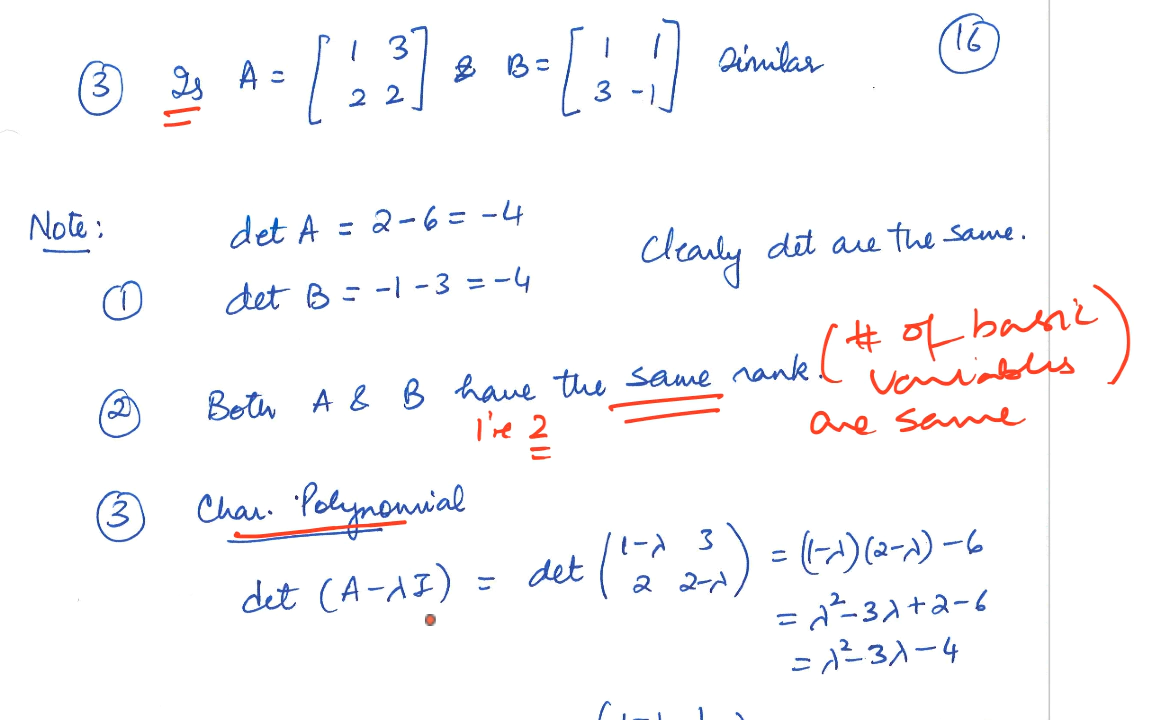 (16)
(3) Is A = [1 3; 2 2] & B = [1 1; 3 -1] Similar
Note: det A = 2-6 = -4
Clearly det are the same.
(1) det B = -1-3 = -4
(2) Both A & B have the same rank. (# of basic variables)
i'e 2
are same
(3) Char. Polynomial
det (A-λI) = det (1-λ 3; 2 2-λ) = (1-λ)(2-λ) -6
= λ²-3λ+2-6
= λ²-3λ-4